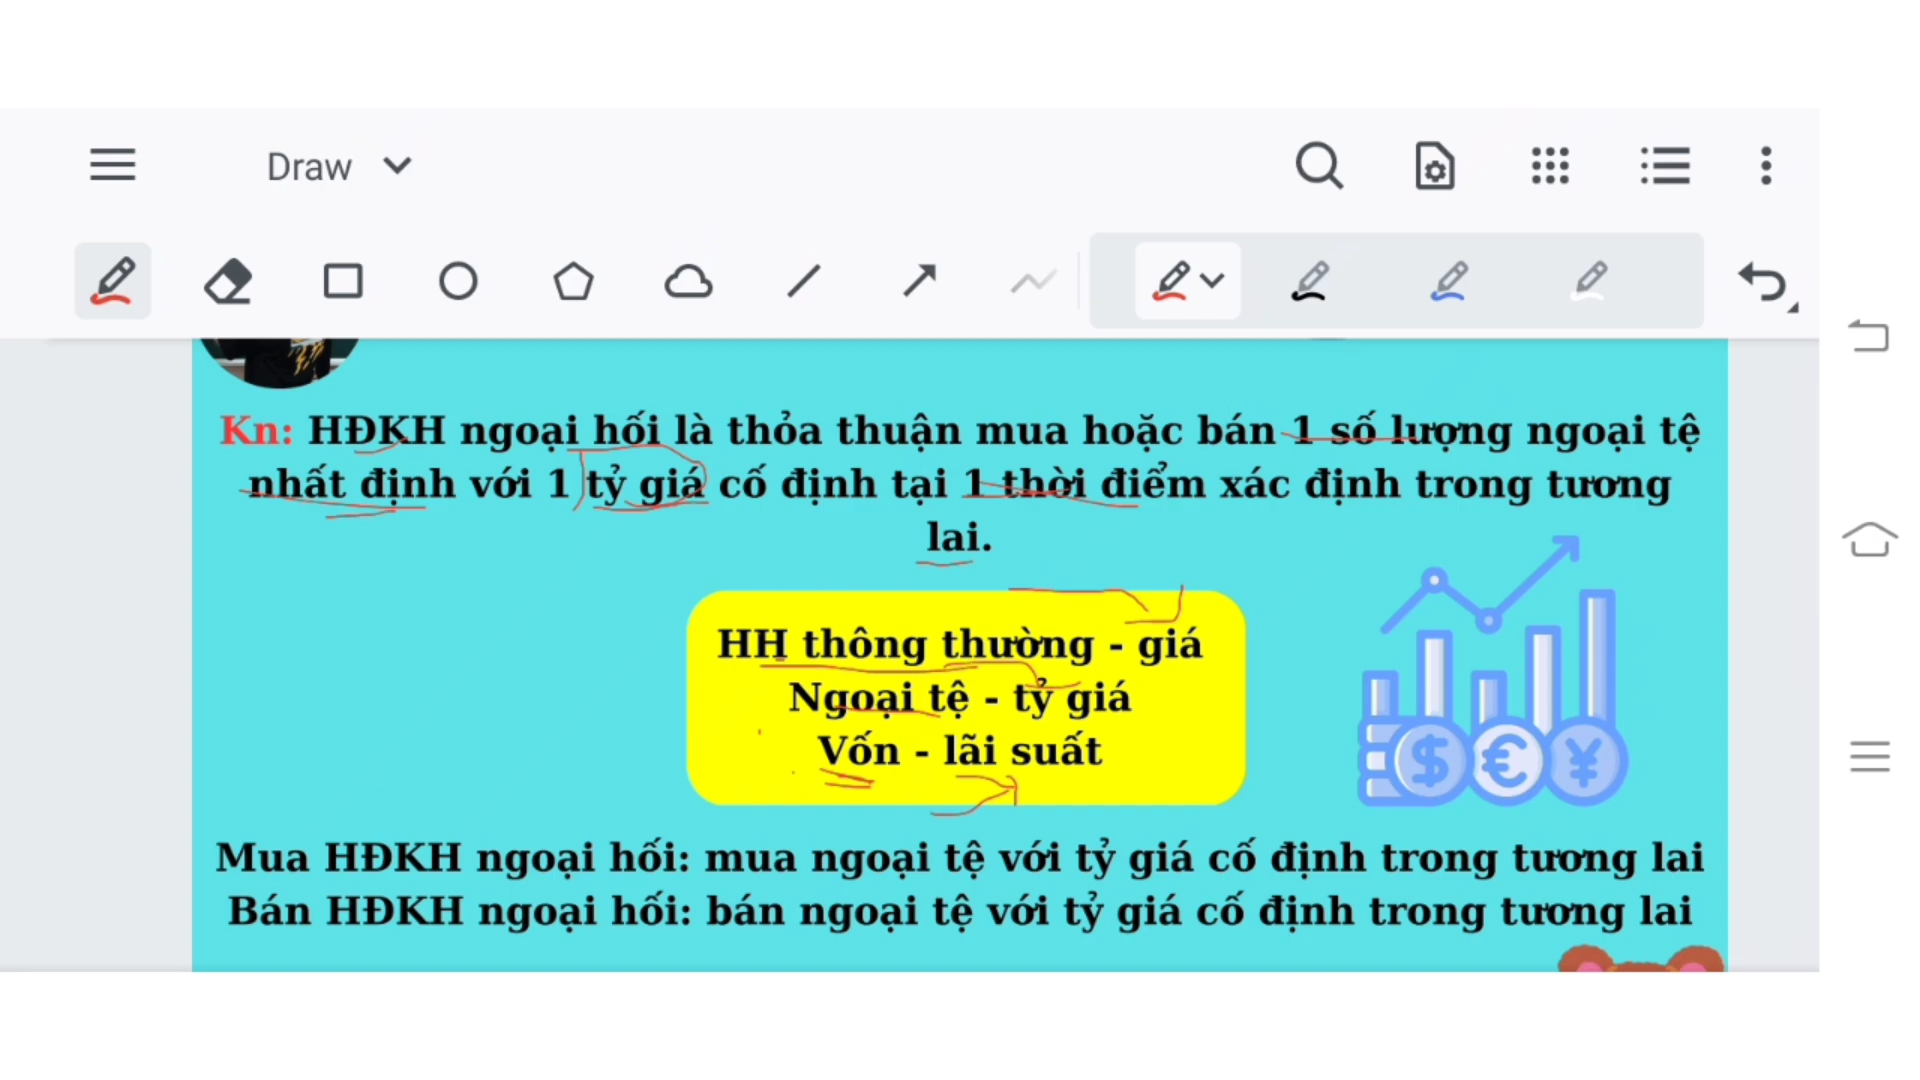 Draw
Kn: HĐKH ngoại hối là thỏa thuận mua hoặc bán 1 số lượng ngoại tệ
nhất định với 1 tỷ giá cố định tại 1 thời điểm xác định trong tương
lai.
HH thông thường - giá
Ngoại tệ - tỷ giá
Vốn - lãi suất
$ € ¥
Mua HĐKH ngoại hối: mua ngoại tệ với tỷ giá cố định trong tương lai
Bán HĐKH ngoại hối: bán ngoại tệ với tỷ giá cố định trong tương lai